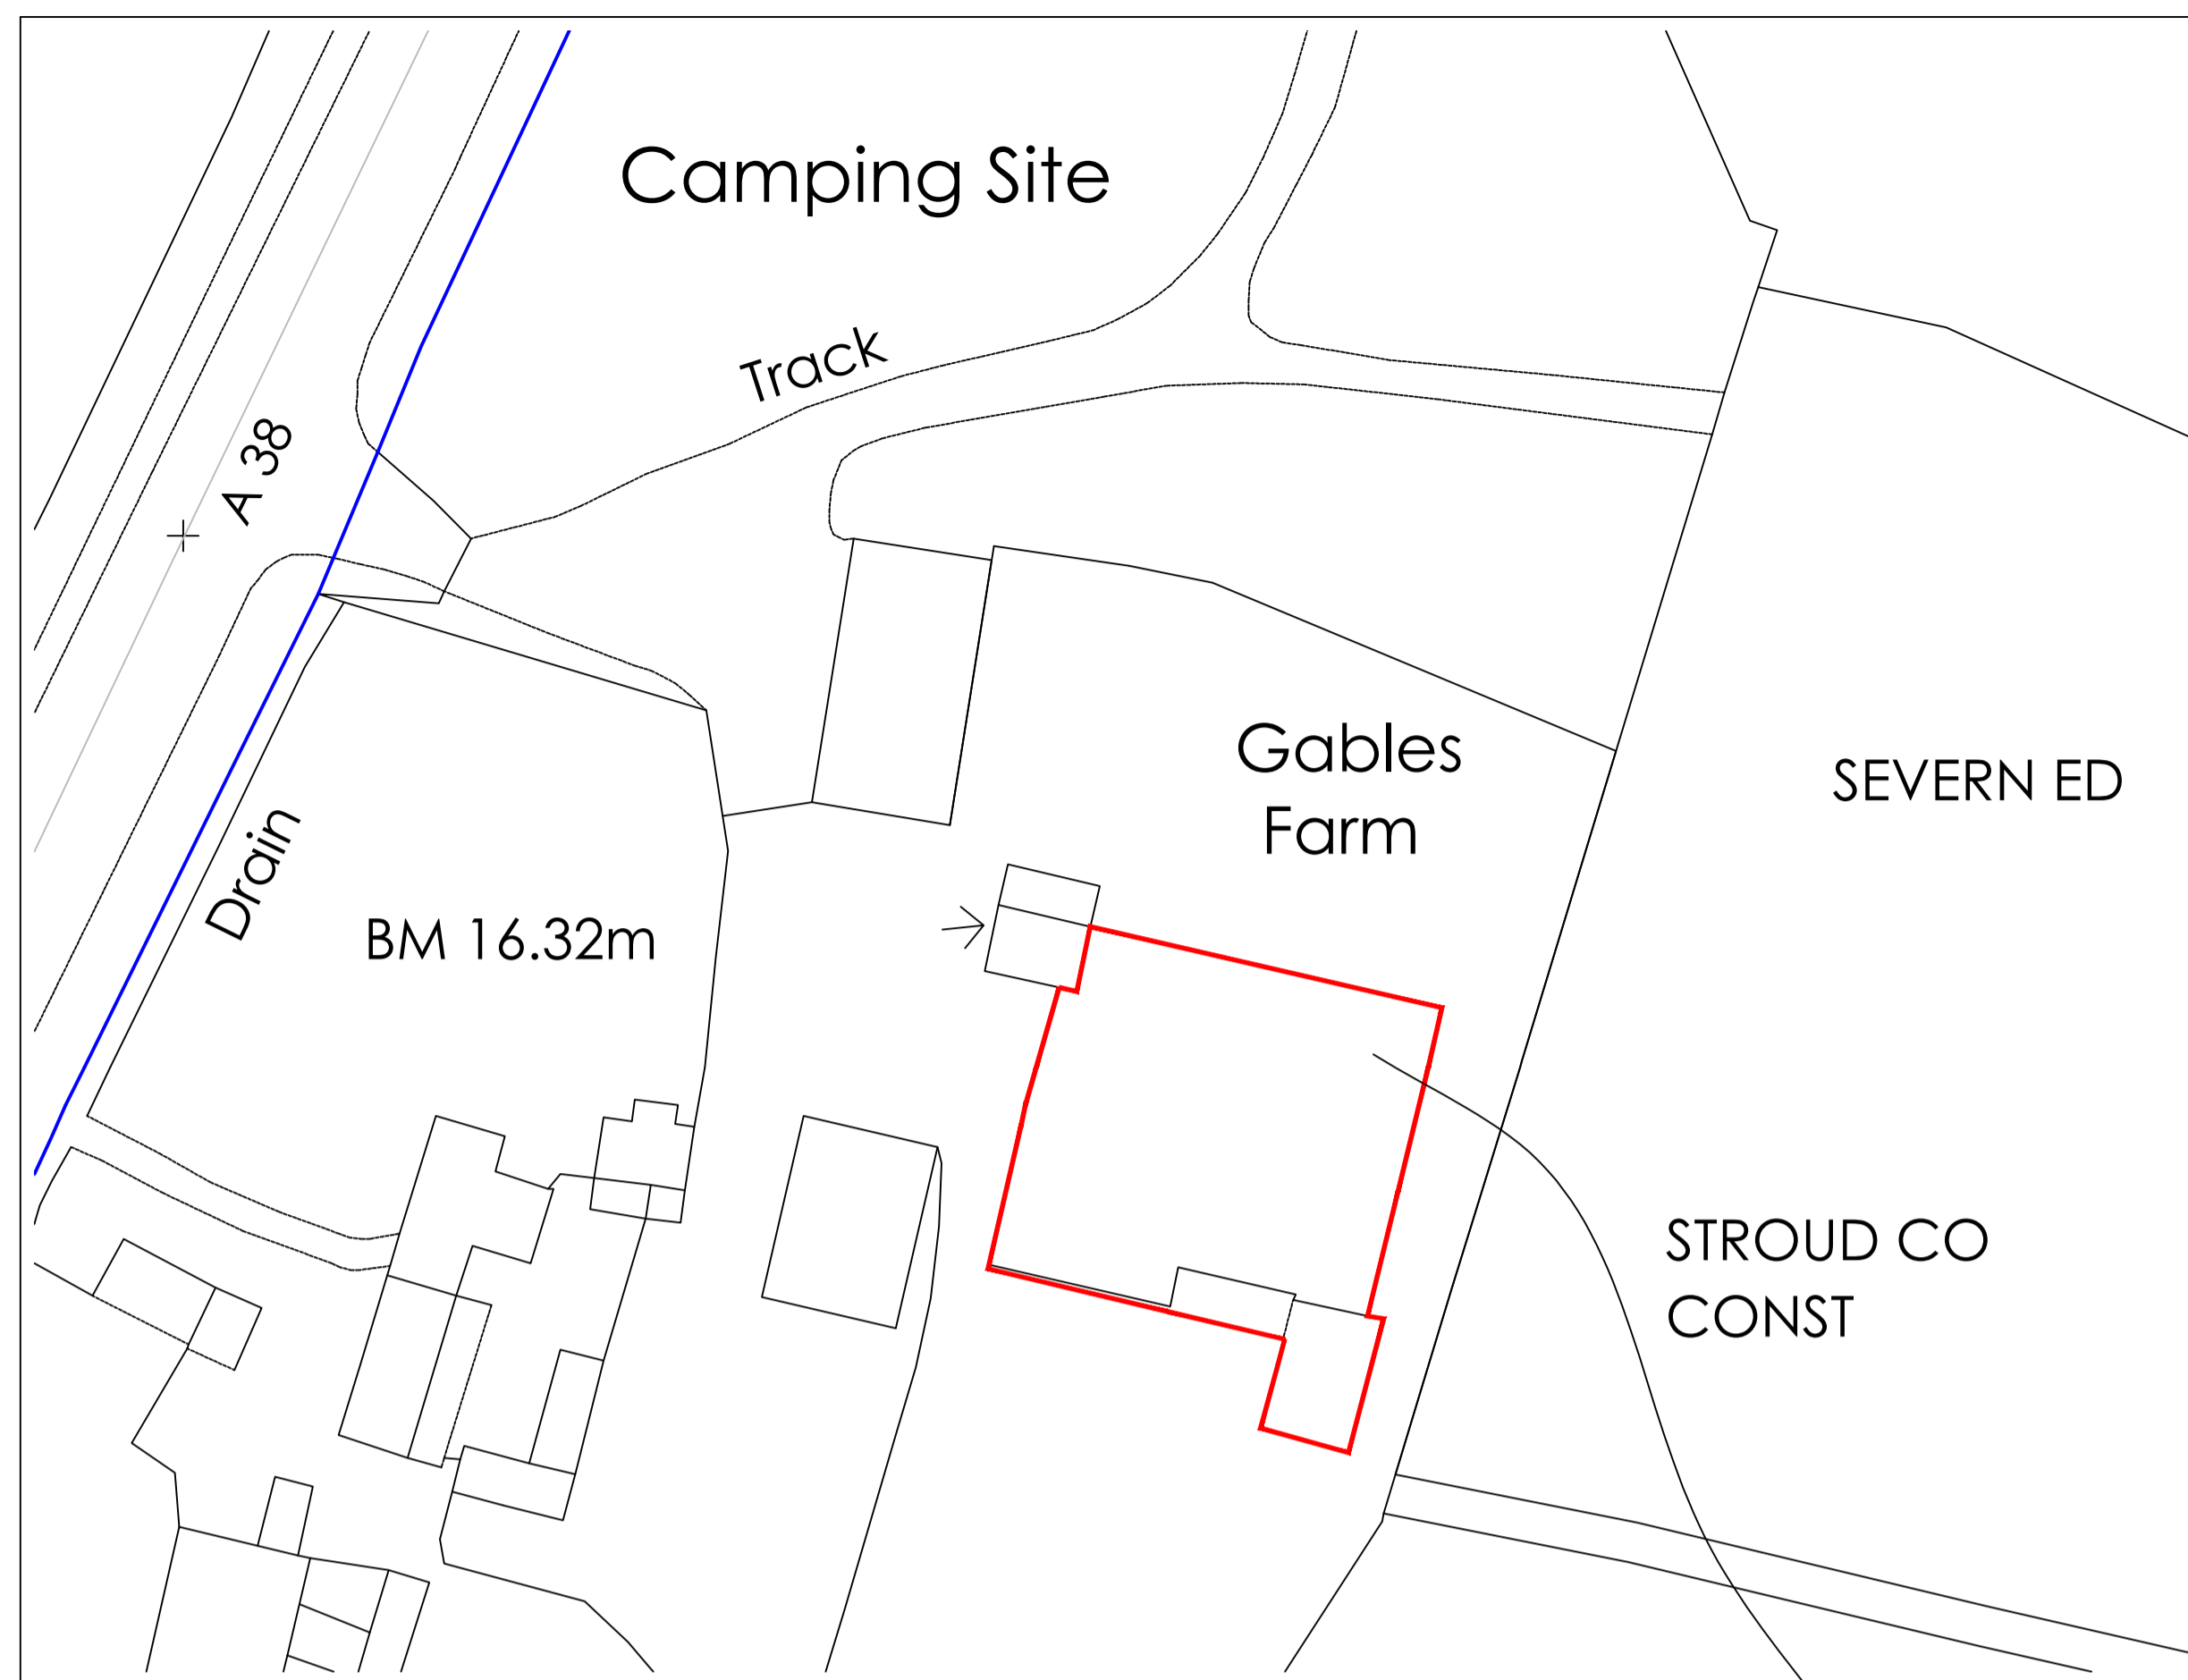 Camping Site
Track
A 38
Gables
Farm
SEVERN ED
Drain
BM 16.32m
STROUD CO
CONST